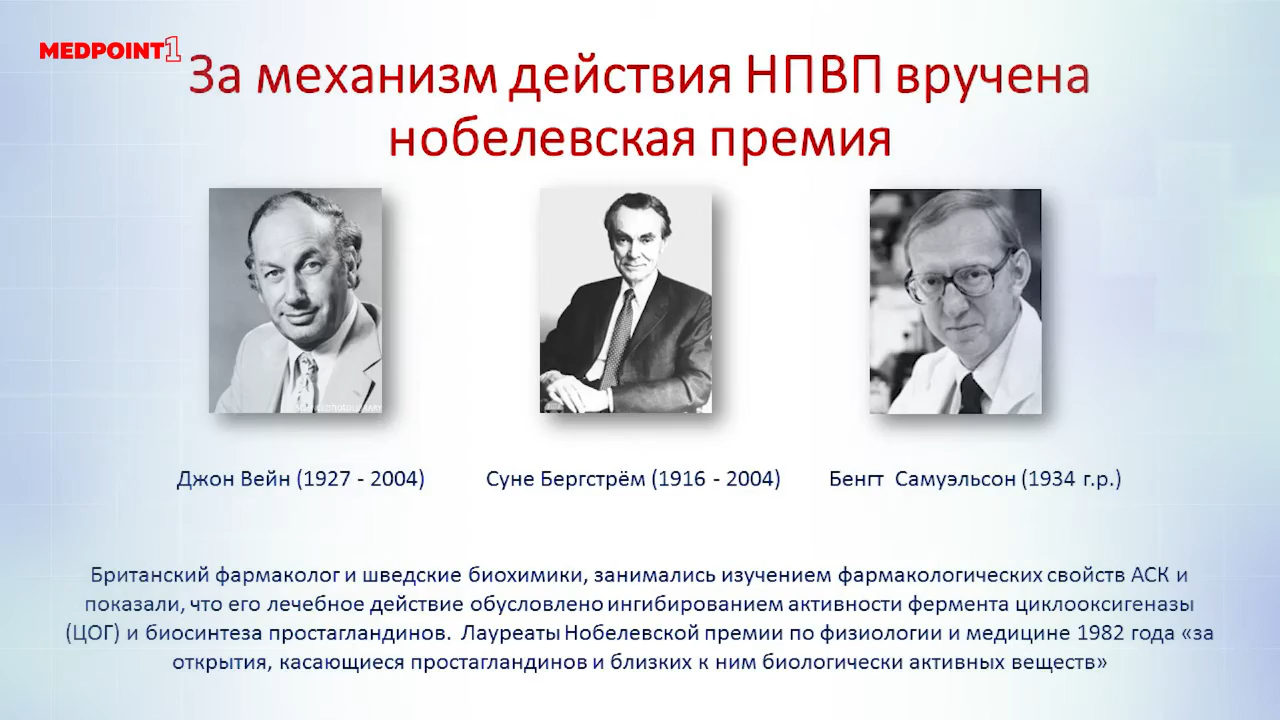 MEDPOINT1
За механизм действия НПВП вручена
нобелевская премия
Джон Вейн (1927 - 2004)
Суне Бергстрём (1916 - 2004)
Бенгт Самуэльсон (1934 г.р.)
Британский фармаколог и шведские биохимики, занимались изучением фармакологических свойств АСК и
показали, что его лечебное действие обусловлено ингибированием активности фермента циклооксигеназы
(ЦОГ) и биосинтеза простагландинов. Лауреаты Нобелевской премии по физиологии и медицине 1982 года «за
открытия, касающиеся простагландинов и близких к ним биологически активных веществ»